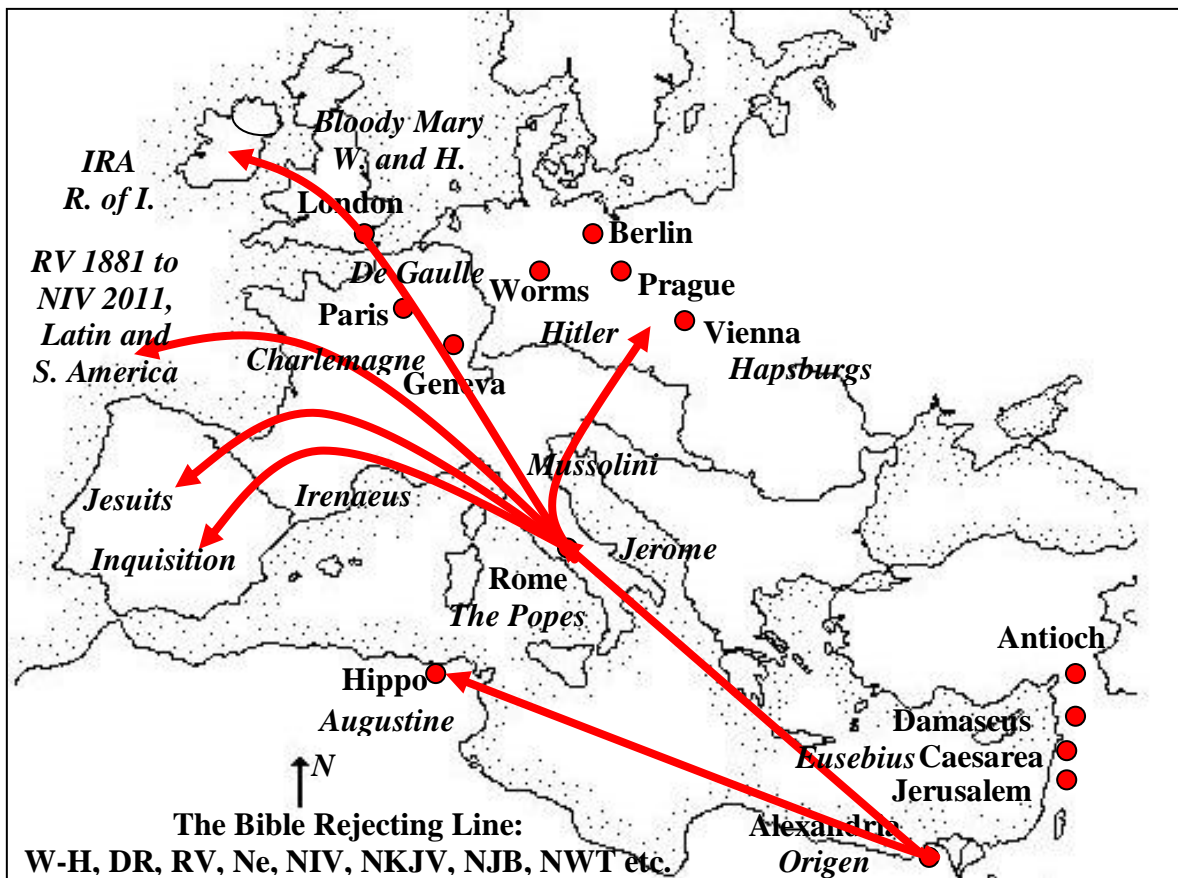 Bloody Mary
W. and H.
IRA
R. of I.
London
Berlin
RV 1881 to
NIV 2011,
Latin and
S. America
De Gaulle
Worms
Prague
Paris
Hitler
Vienna
Charlemagne
Geneva
Hapsburgs
Mussolini
Jesuits
Irenaeus
Inquisition
Jerome
Rome
The Popes
Antioch
Hippo
Augustine
Damaseus
Eusebius Caesarea
Jerusalem
N
Alexandria
Origen
The Bible Rejecting Line:
W-H, DR, RV, Ne, NIV, NKJV, NJB, NWT etc.